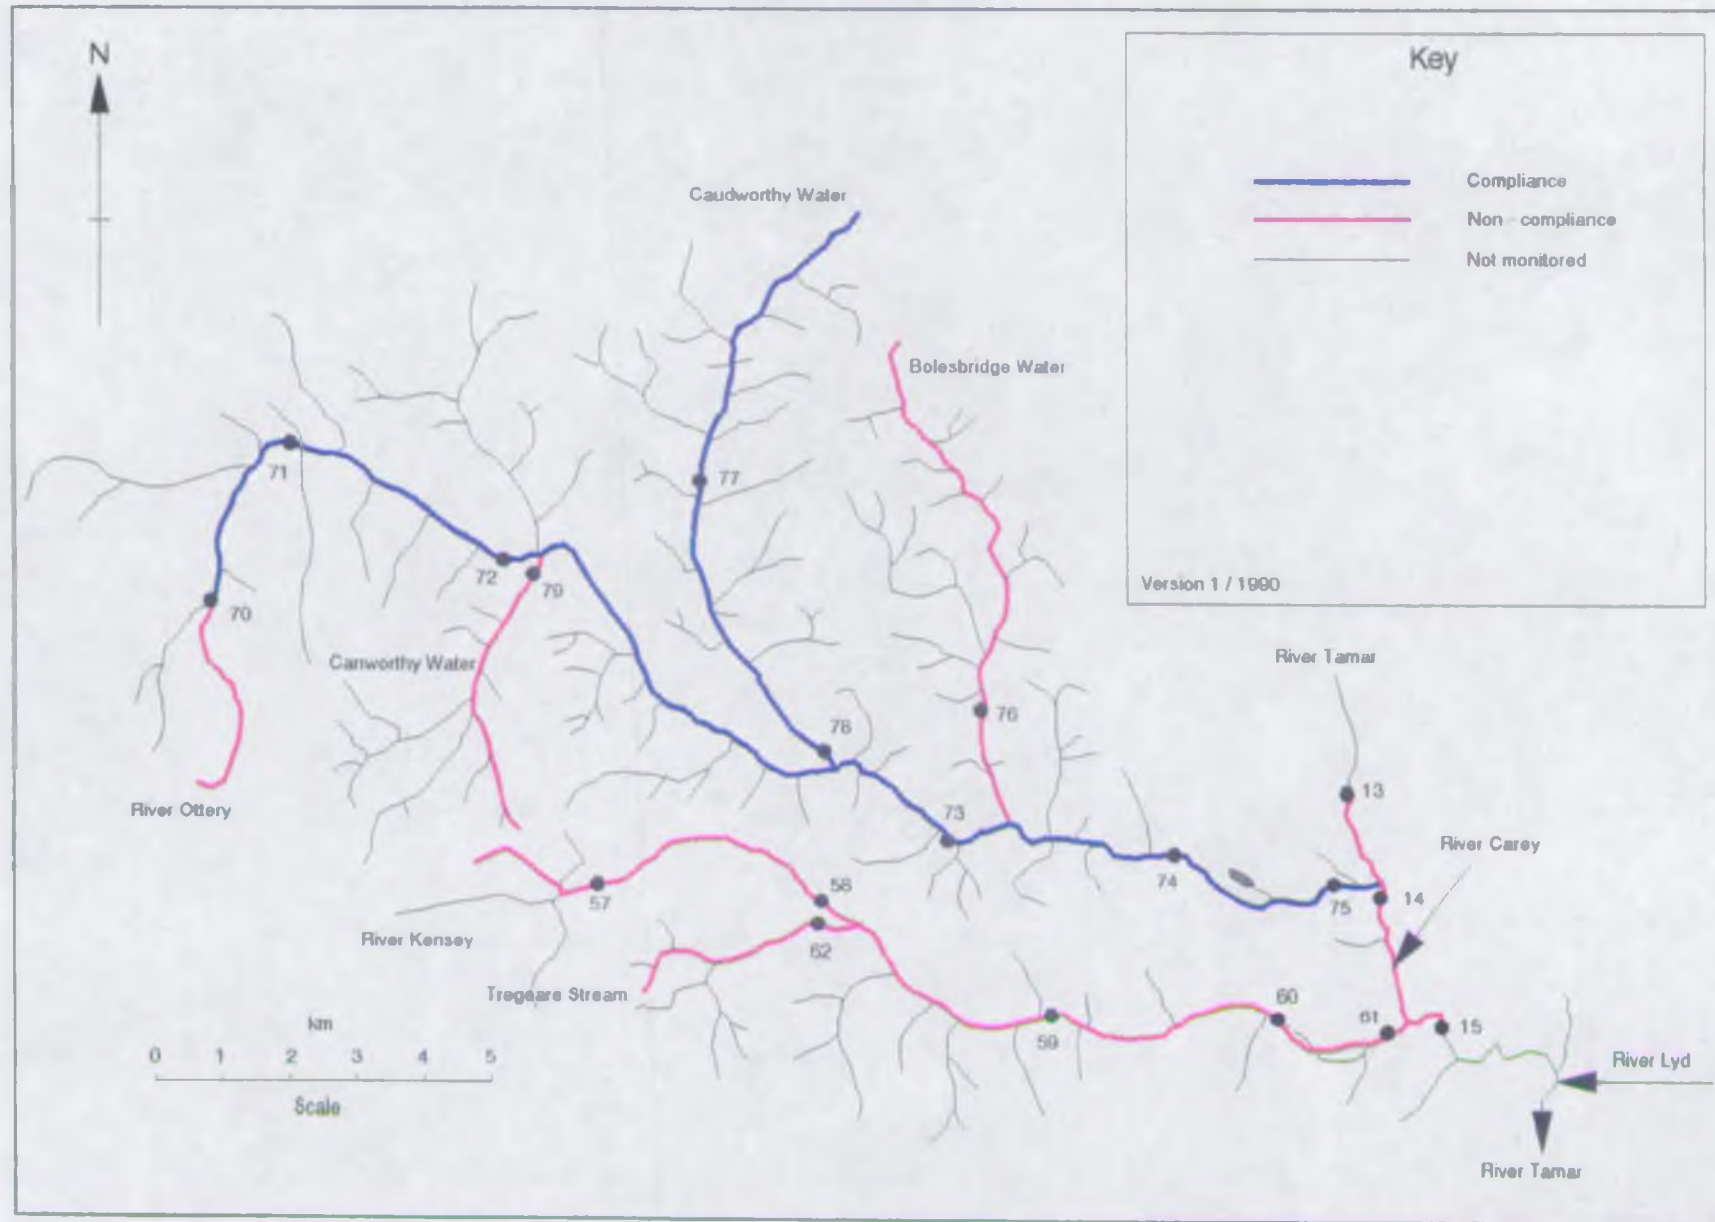 N
Key
Compliance
Non compliance
Not monitored
Version 1 / 1990
Caudworthy Water
Bolesbridge Water
71
77
72
79
70
Canworthy Water
River Tamar
76
78
River Ottery
73
13
River Carey
74
58
57
75
14
River Kensey
62
Tregeare Stream
km
0 1 2 3 4 5
Scale
60
61
15
59
River Lyd
River Tamar